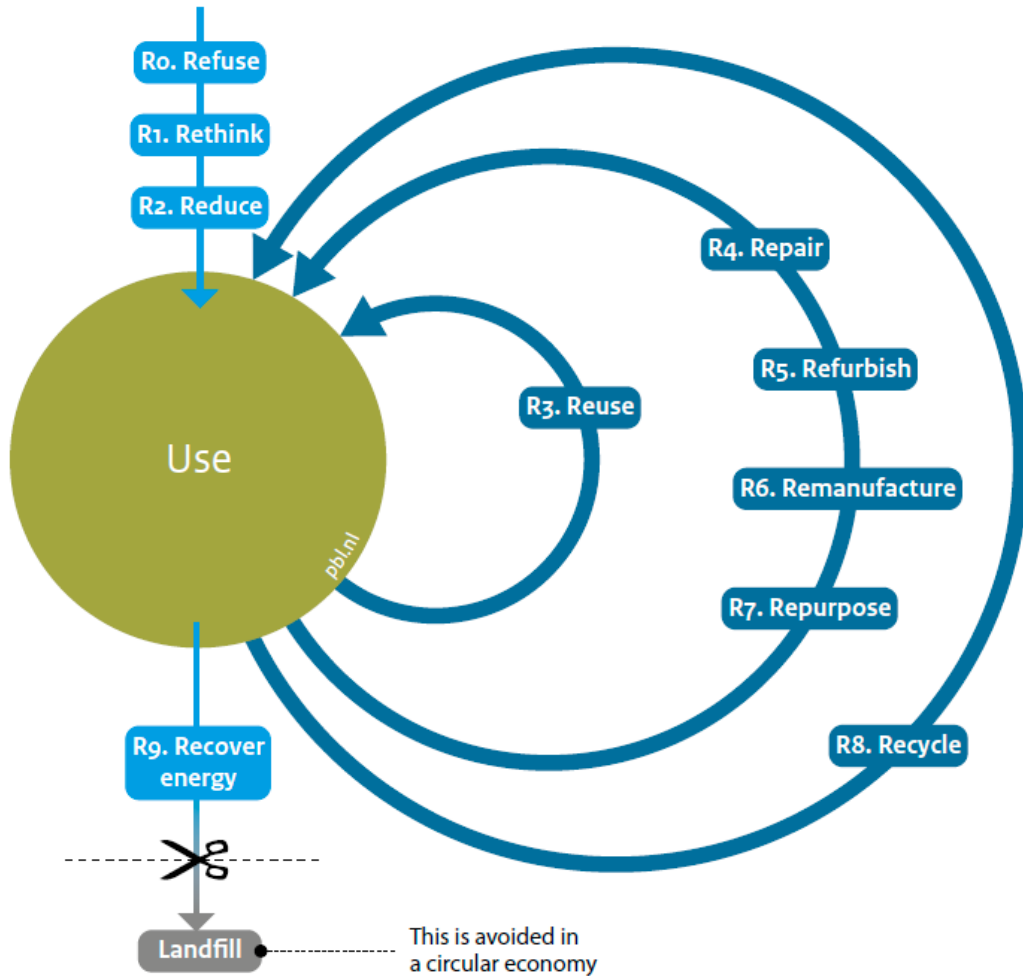 R0. Refuse
R1. Rethink
R2. Reduce
R4. Repair
R5. Refurbish
R3. Reuse
Use
R6. Remanufacture
pbl.nl
R7. Repurpose
R9. Recover
energy
R8. Recycle
Landfill
This is avoided in
a circular economy